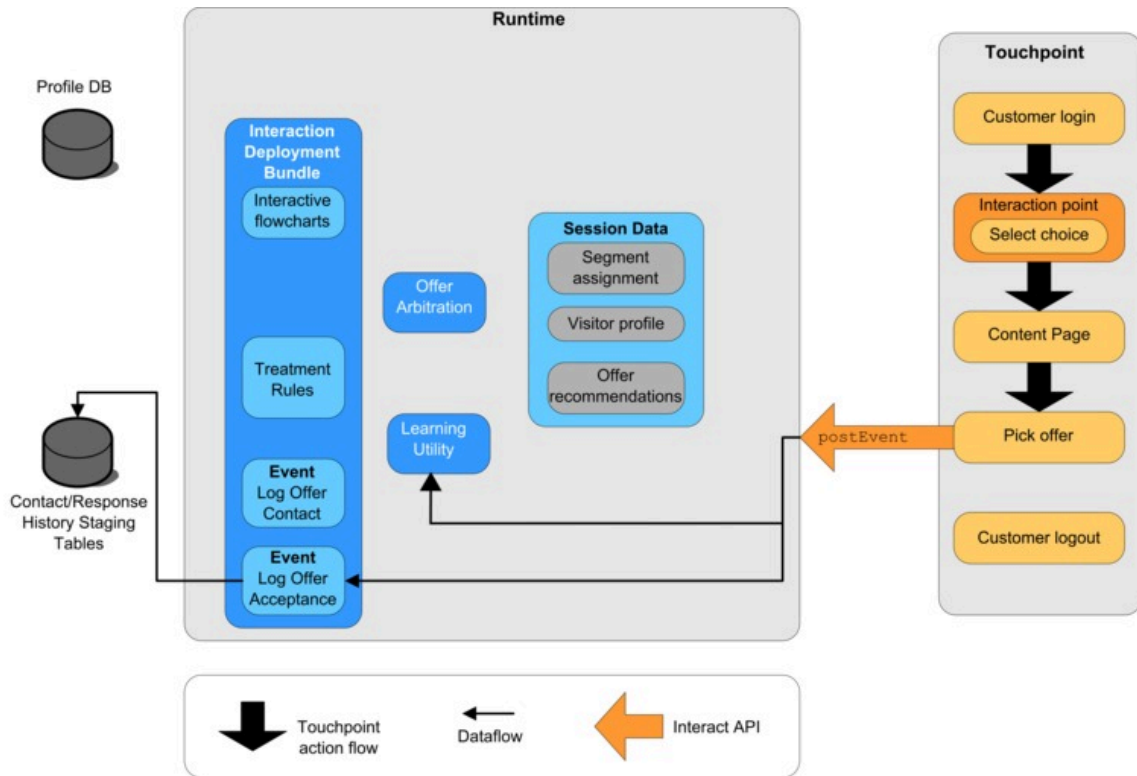 Runtime
Touchpoint
Profile DB
Interaction
Deployment
Bundle
Interactive
flowcharts
Treatment
Rules
Event
Log Offer
Contact
Event
Log Offer
Acceptance
Offer
Arbitration
Learning
Utility
Session Data
Segment
assignment
Visitor profile
Offer
recommendations
Customer login
Interaction point
Select choice
Content Page
postEvent
Pick offer
Customer logout
Contact/Response
History Staging
Tables
Touchpoint
action flow
Dataflow
Interact API